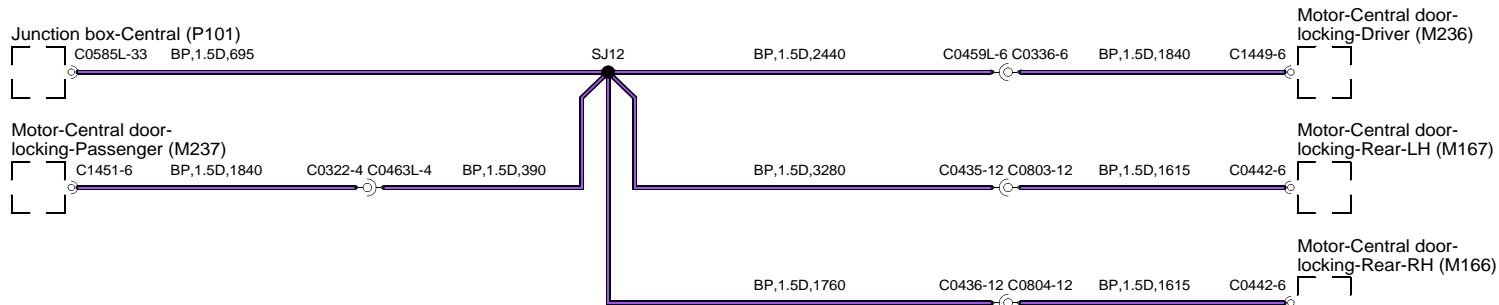 Junction box-Central (P101)
C0585L-33 BP,1.5D,695 SJ12 BP,1.5D,2440 C0459L-6 C0336-6 BP,1.5D,1840 C1449-6
Motor-Central door-
locking-Driver (M236)
Motor-Central door-
locking-Passenger (M237)
C1451-6 BP,1.5D,1840 C0322-4 C0463L-4 BP,1.5D,390 BP,1.5D,3280 C0435-12 C0803-12 BP,1.5D,1615 C0442-6
Motor-Central door-
locking-Rear-LH (M167)
BP,1.5D,1760 C0436-12 C0804-12 BP,1.5D,1615 C0442-6
Motor-Central door-
locking-Rear-RH (M166)